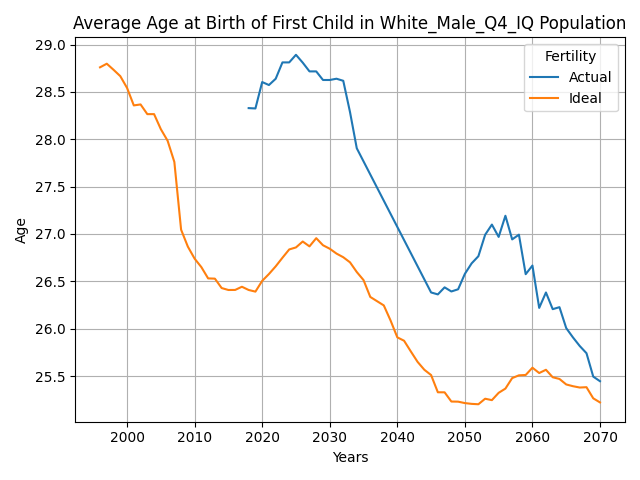 Average Age at Birth of First Child in White_Male_Q4_IQ Population
29.0
28.5
28.0
27.5
27.0
26.5
26.0
25.5
Age
Fertility
Actual
Ideal
2000
2010
2020
2030
2040
2050
2060
2070
Years